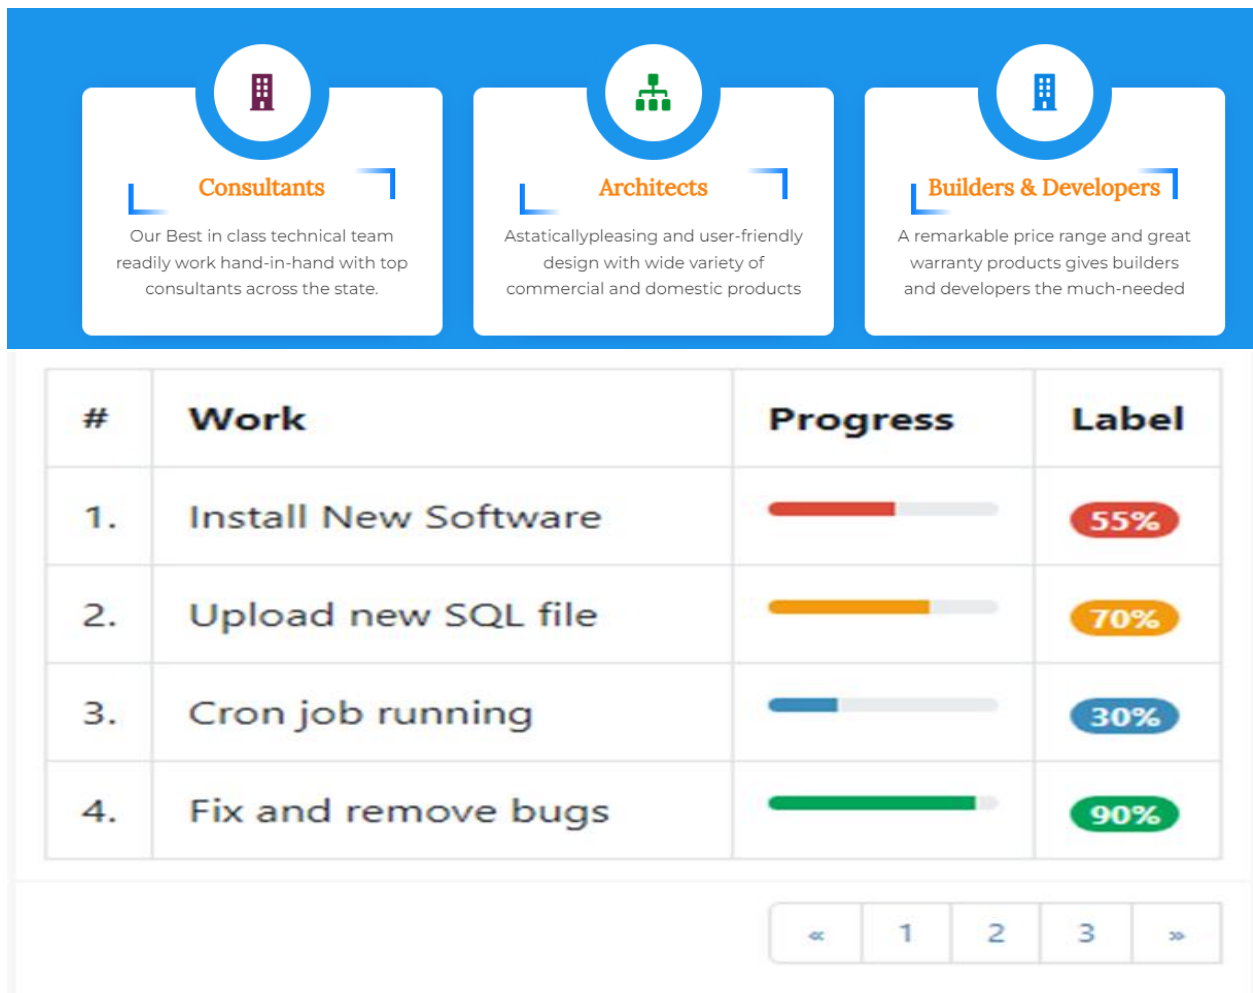 Consultants
Our Best in class technical team
readily work hand-in-hand with top
consultants across the state.
Architects
Astaticallypleasing and user-friendly
design with wide variety of
commercial and domestic products
Builders & Developers
A remarkable price range and great
warranty products gives builders
and developers the much-needed
# Work Progress Label
1. Install New Software 55%
2. Upload new SQL file 70%
3. Cron job running 30%
4. Fix and remove bugs 90%
« 1 2 3 »